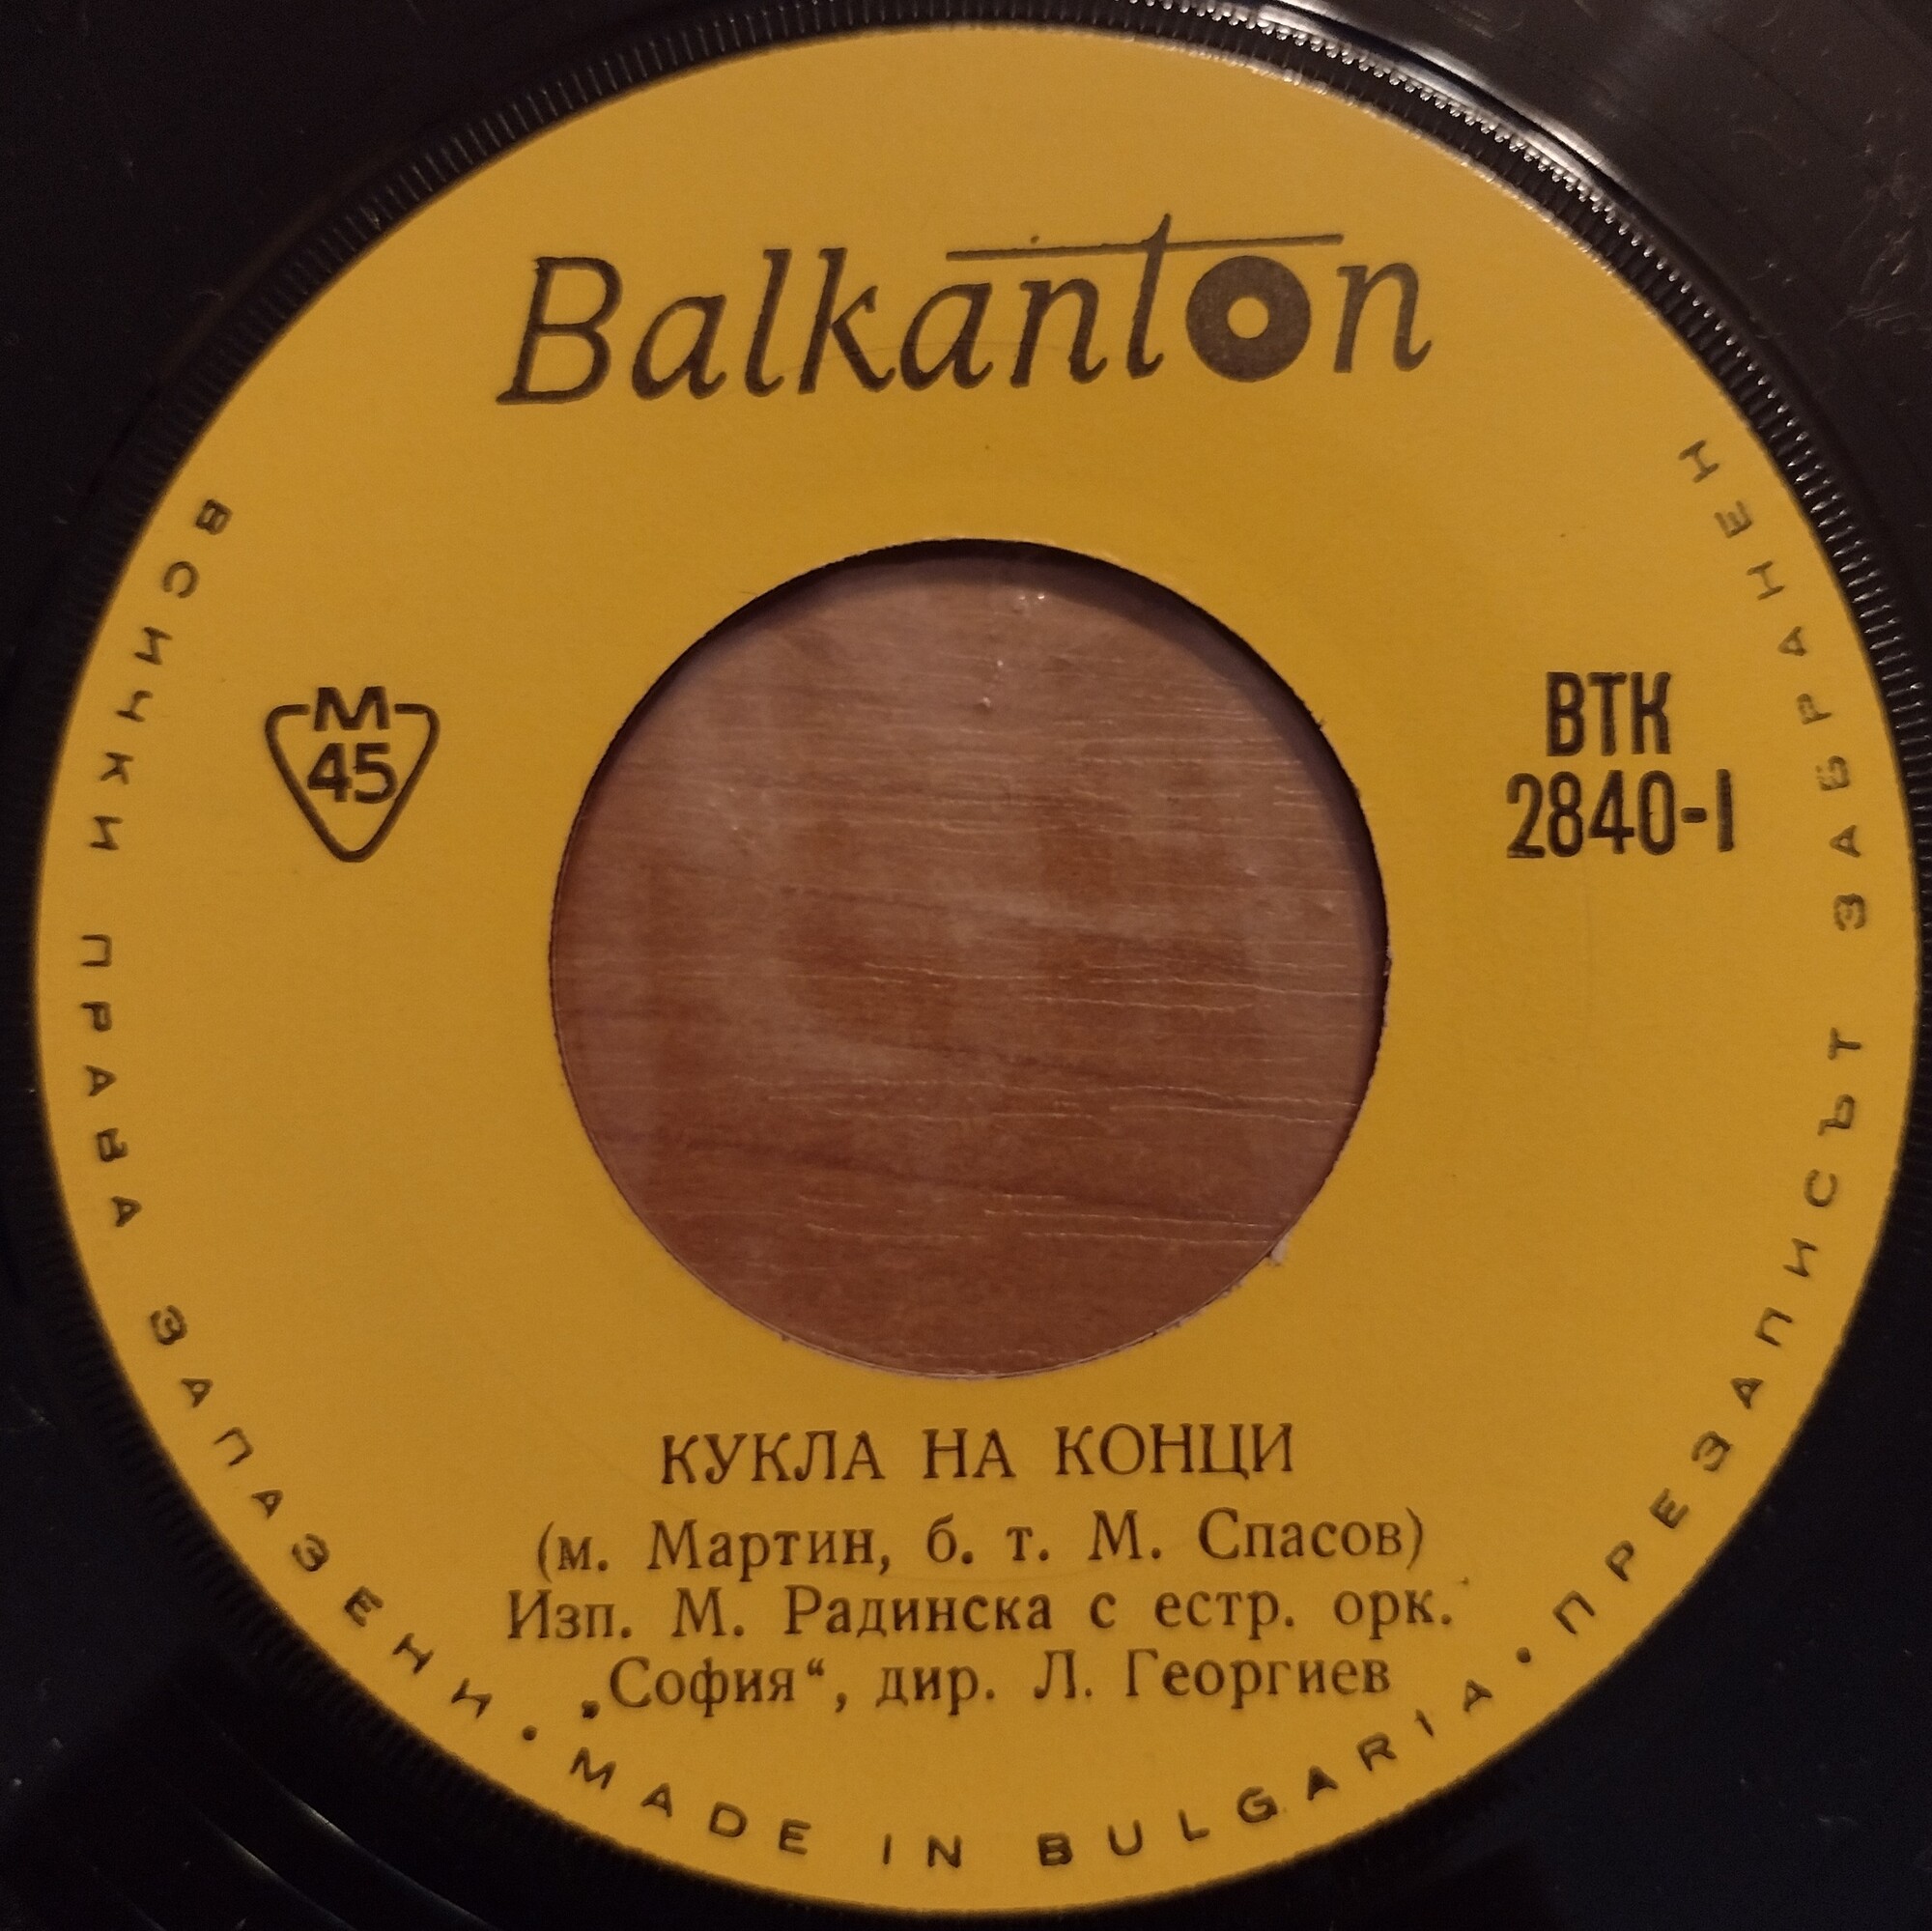 Balkanton
М
45
ВТК
2840-I
КУКЛА НА КОНЦИ
(м. Мартин, б. т. М. Спасов)
Изп. М. Радинска с естр. орк.
„София“, дир. Л. Георгиев
ВСИЧКИ ПРАВА ЗАПАЗЕНИ • MADE IN BULGARIA • ПРЕЗАПИСЪТ ЗАБРАНЕН